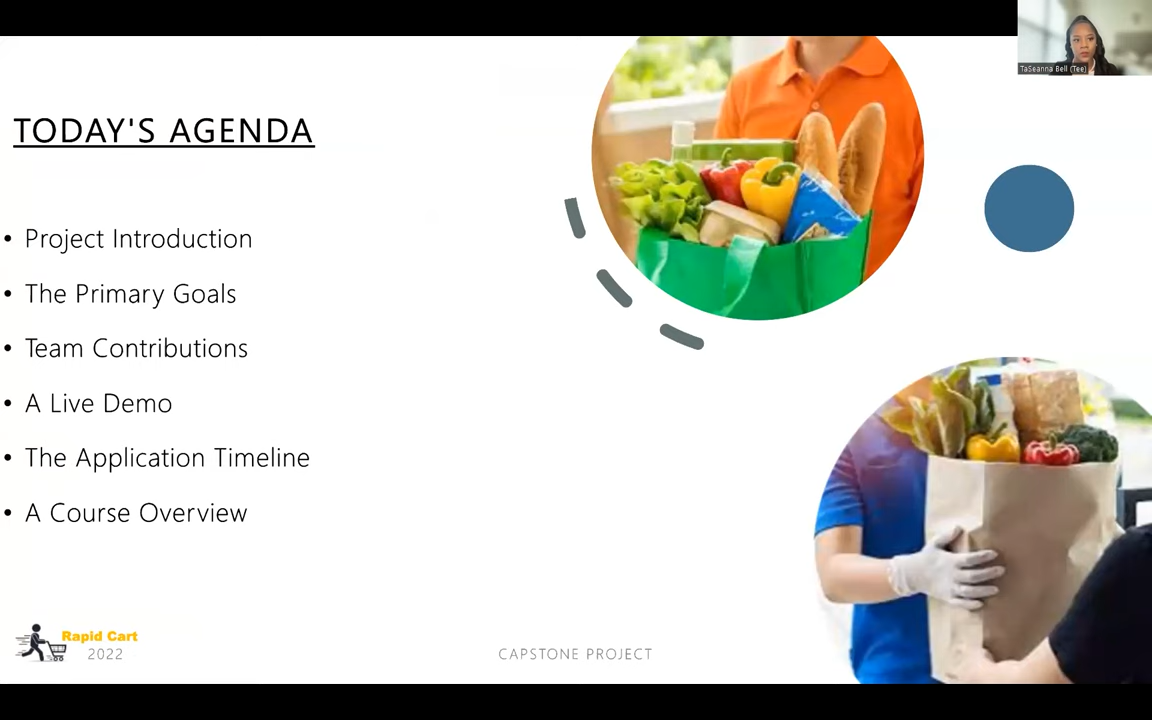 TaSeanna Bell (Tee)
TODAY'S AGENDA
• Project Introduction
• The Primary Goals
• Team Contributions
• A Live Demo
• The Application Timeline
• A Course Overview
Rapid Cart
2022
CAPSTONE PROJECT